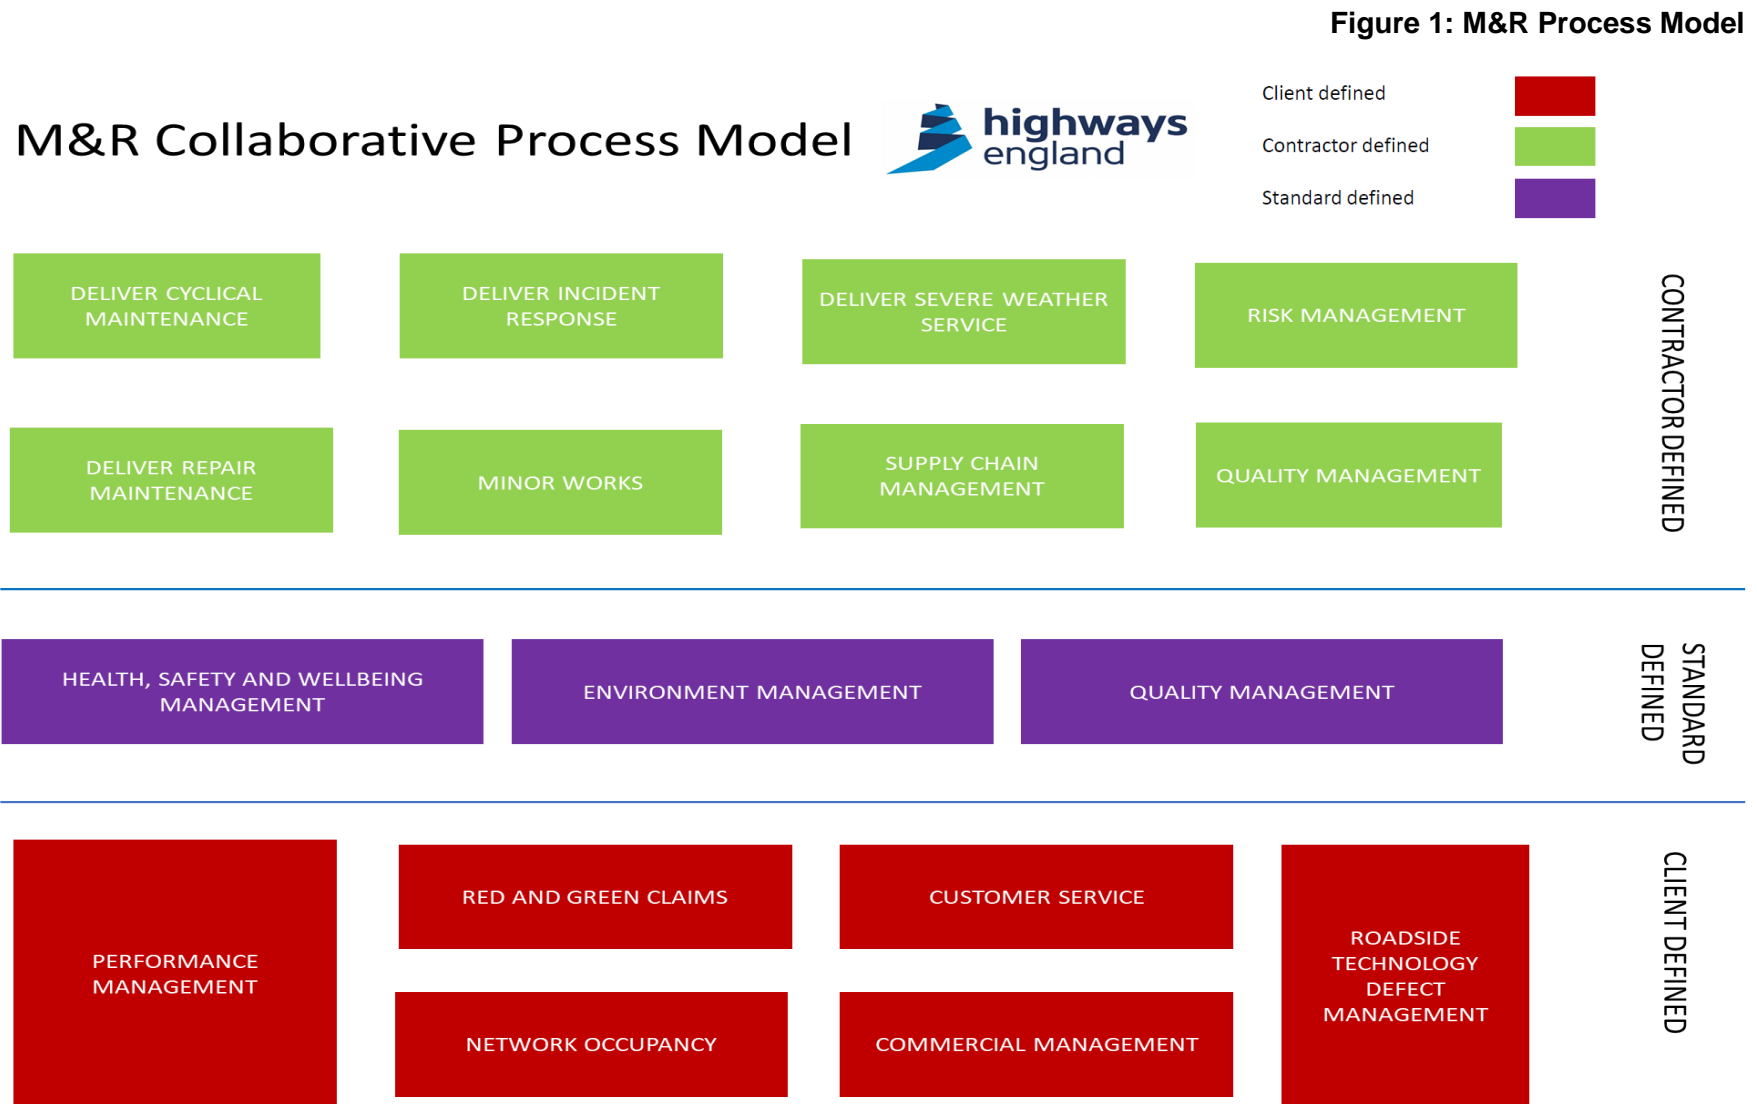 Figure 1: M&R Process Model
M&R Collaborative Process Model
highways
england
Client defined
Contractor defined
Standard defined
DELIVER CYCLICAL
MAINTENANCE
DELIVER INCIDENT
RESPONSE
DELIVER SEVERE WEATHER
SERVICE
RISK MANAGEMENT
DELIVER REPAIR
MAINTENANCE
MINOR WORKS
SUPPLY CHAIN
MANAGEMENT
QUALITY MANAGEMENT
CONTRACTOR DEFINED
HEALTH, SAFETY AND WELLBEING
MANAGEMENT
ENVIRONMENT MANAGEMENT
QUALITY MANAGEMENT
STANDARD
DEFINED
PERFORMANCE
MANAGEMENT
RED AND GREEN CLAIMS
CUSTOMER SERVICE
NETWORK OCCUPANCY
COMMERCIAL MANAGEMENT
ROADSIDE
TECHNOLOGY
DEFECT
MANAGEMENT
CLIENT DEFINED